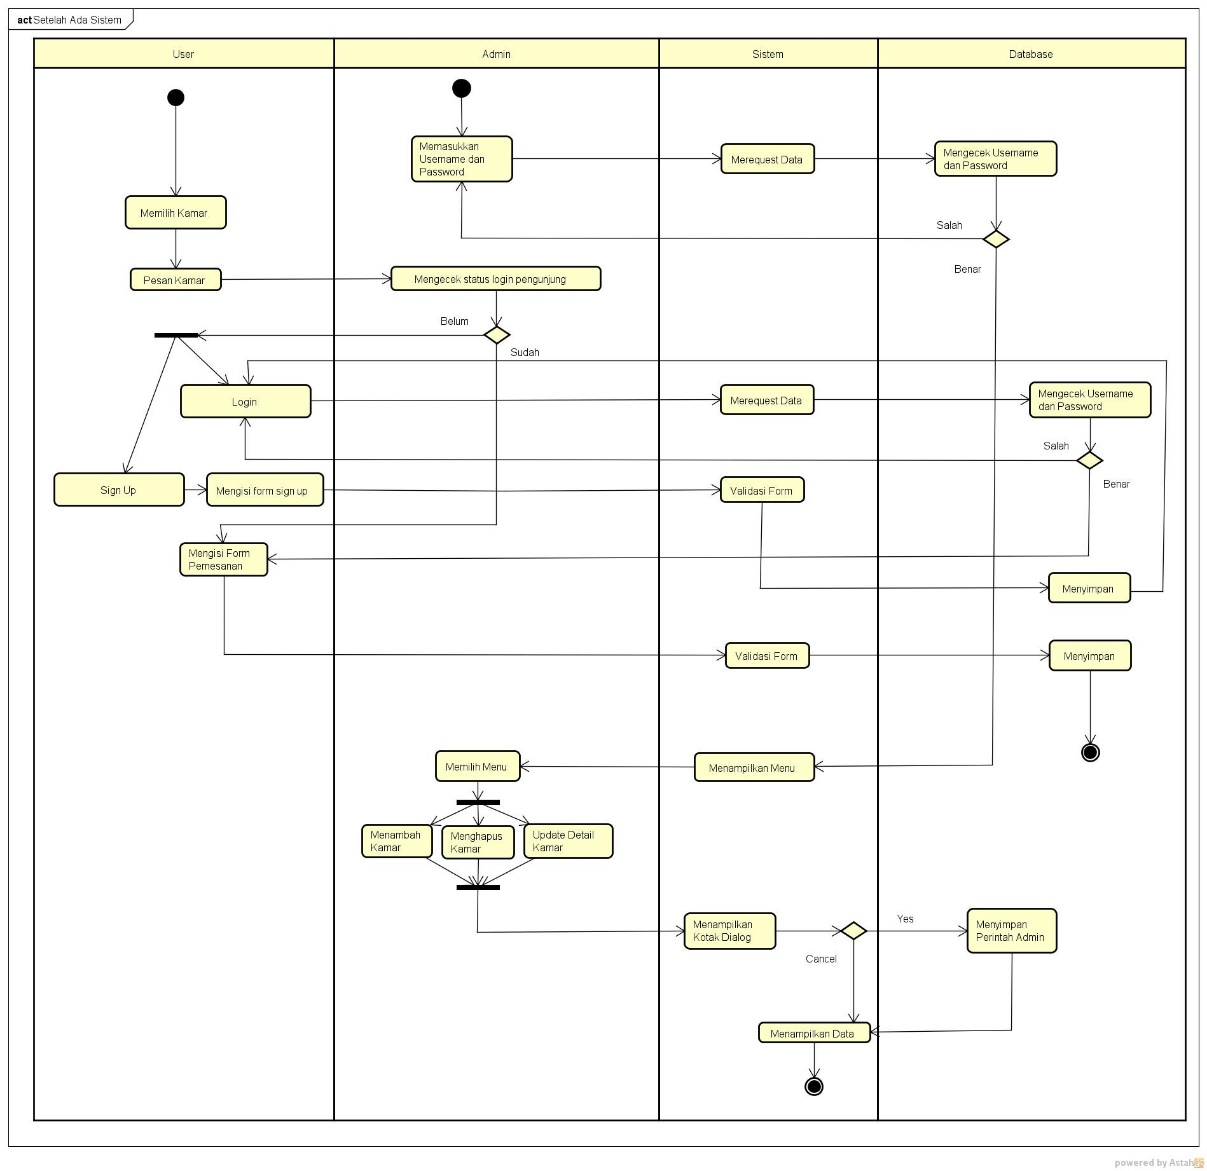 act Setelah Ada Sistem
User
Admin
Sistem
Database
Memasukkan
Username dan
Password
Merequest Data
Mengecek Username
dan Password
Memilih Kamar
Salah
Benar
Pesan Kamar
Mengecek status login pengunjung
Belum
Sudah
Login
Merequest Data
Mengecek Username
dan Password
Salah
Benar
Sign Up
Mengisi form sign up
Validasi Form
Mengisi Form
Pemesanan
Menyimpan
Validasi Form
Menyimpan
Memilih Menu
Menampilkan Menu
Menambah
Kamar
Menghapus
Kamar
Update Detail
Kamar
Menampilkan
Kotak Dialog
Yes
Cancel
Menyimpan
Perintah Admin
Menampilkan Data
powered by Astah